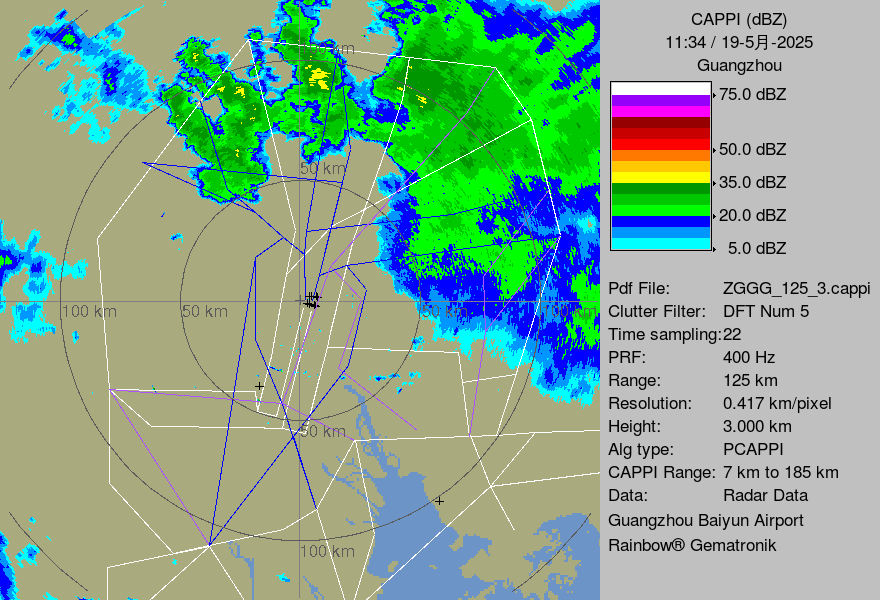 CAPPI (dBZ)
11:34 / 19-5月-2025
Guangzhou
75.0 dBZ
50.0 dBZ
35.0 dBZ
20.0 dBZ
5.0 dBZ
Pdf File: ZGGG_125_3.cappi
Clutter Filter: DFT Num 5
Time sampling:22
PRF: 400 Hz
Range: 125 km
Resolution: 0.417 km/pixel
Height: 3.000 km
Alg type: PCAPPI
CAPPI Range: 7 km to 185 km
Data: Radar Data
Guangzhou Baiyun Airport
Rainbow® Gematronik
100 km
50 km
100 km 50 km 50 km 100 km
50 km
100 km